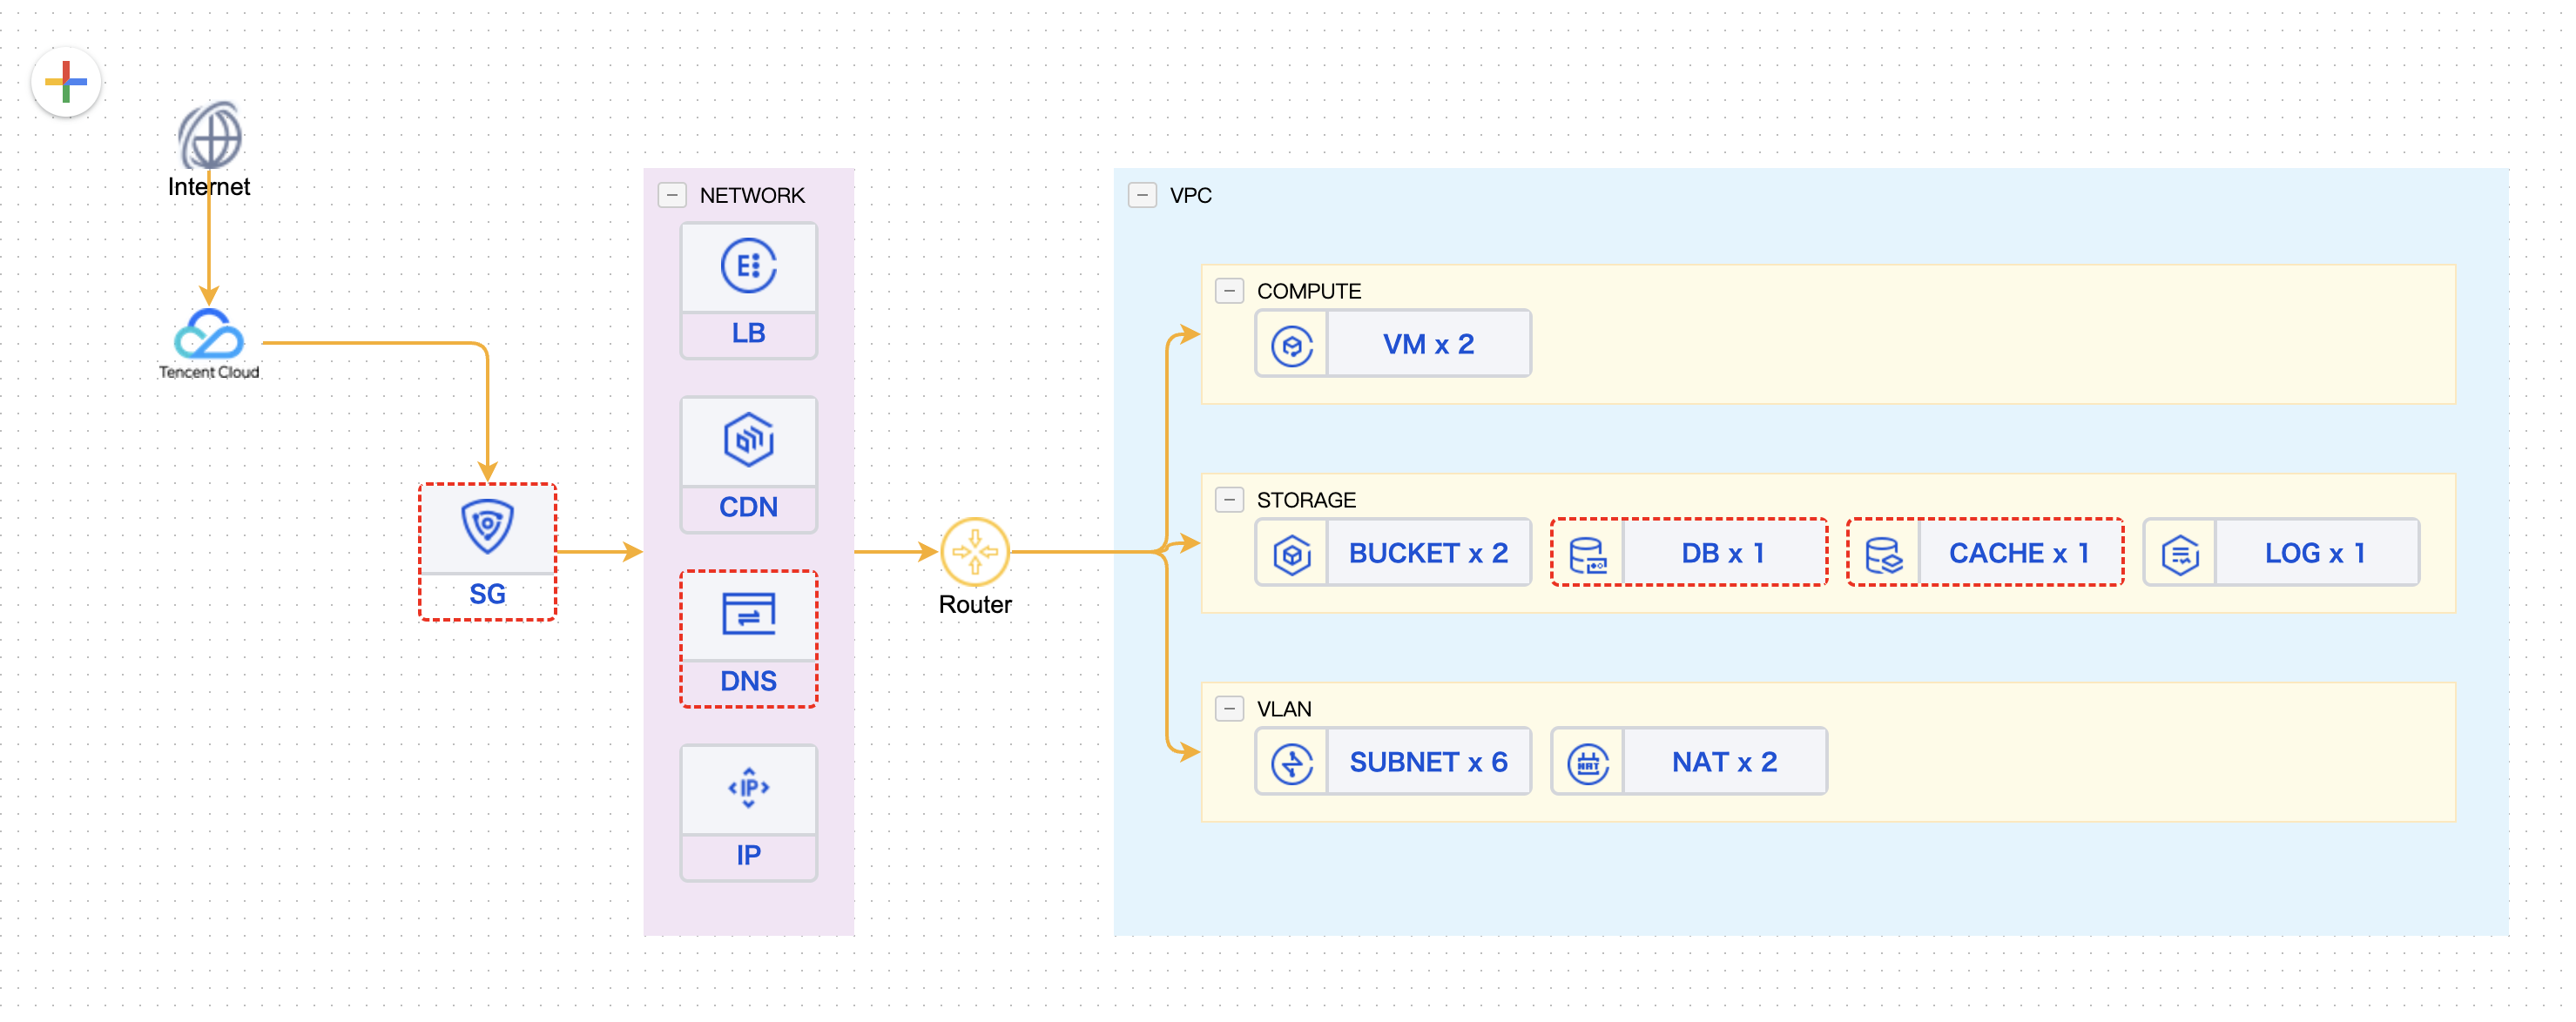 Internet
Tencent Cloud
SG
NETWORK
LB
CDN
DNS
IP
Router
VPC
COMPUTE
VM x 2
STORAGE
BUCKET x 2
DB x 1
CACHE x 1
LOG x 1
VLAN
SUBNET x 6
NAT x 2